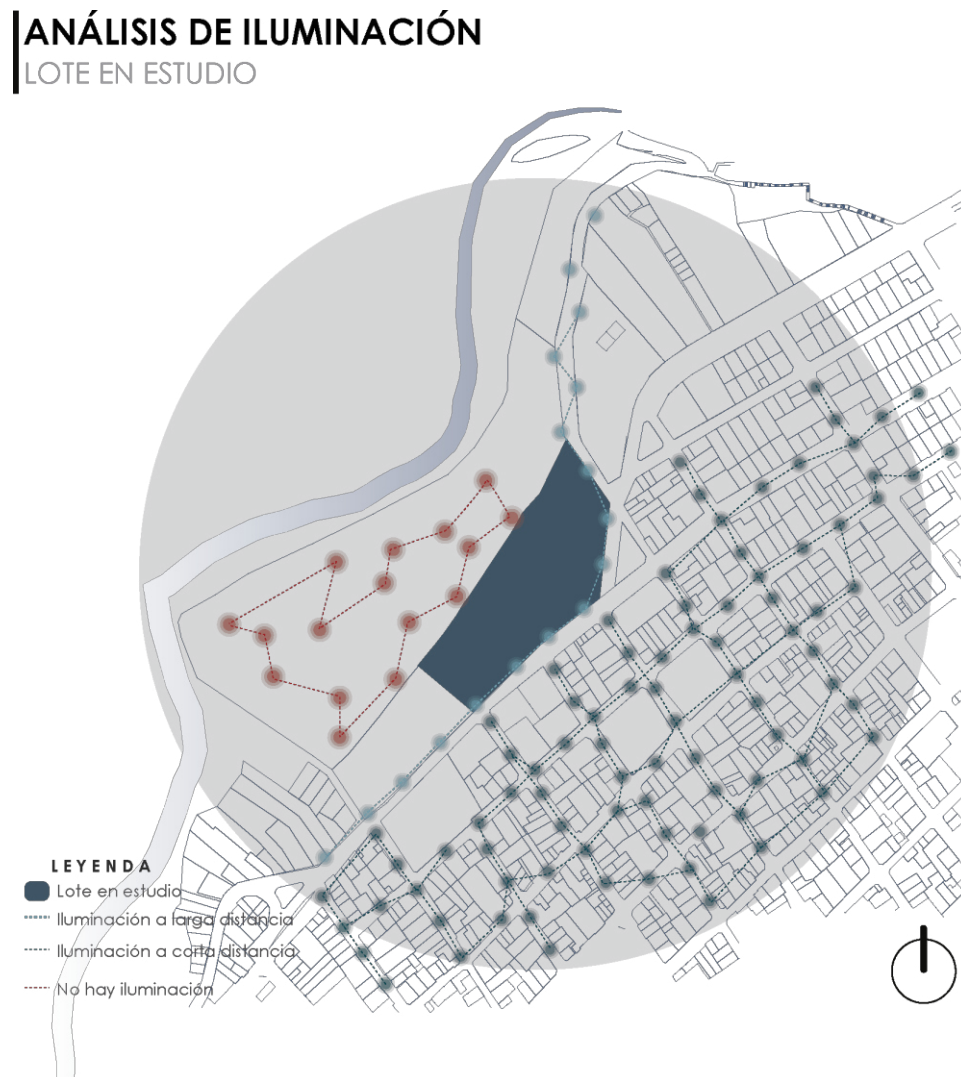 ANÁLISIS DE ILUMINACIÓN
LOTE EN ESTUDIO
LEYENDA
Lote en estudio
Iluminación a larga distancia
Iluminación a corta distancia
No hay iluminación